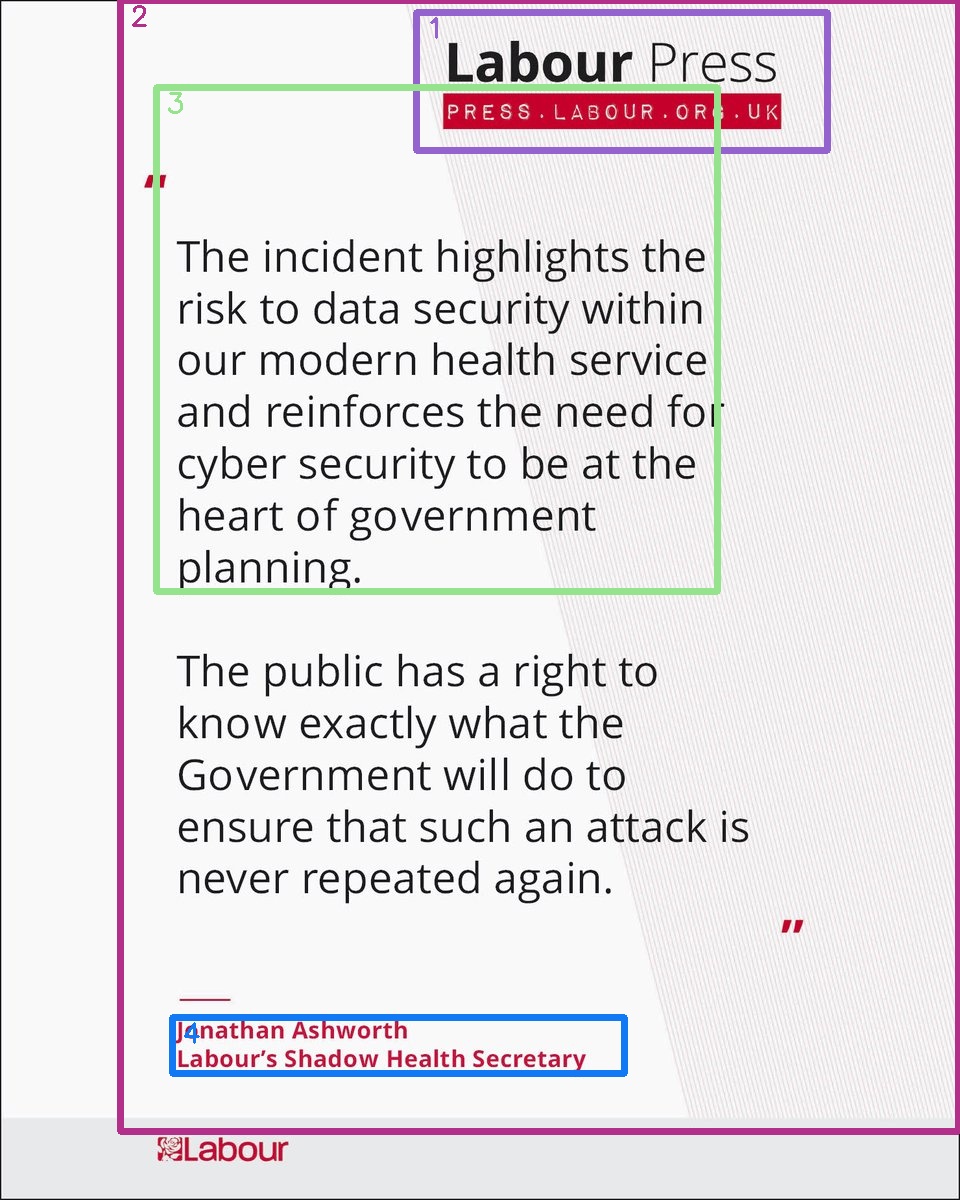 Labour Press
PRESS.LABOUR.ORG.UK
“
The incident highlights the
risk to data security within
our modern health service
and reinforces the need for
cyber security to be at the
heart of government
planning.
The public has a right to
know exactly what the
Government will do to
ensure that such an attack is
never repeated again.
”
Jonathan Ashworth
Labour’s Shadow Health Secretary
Labour